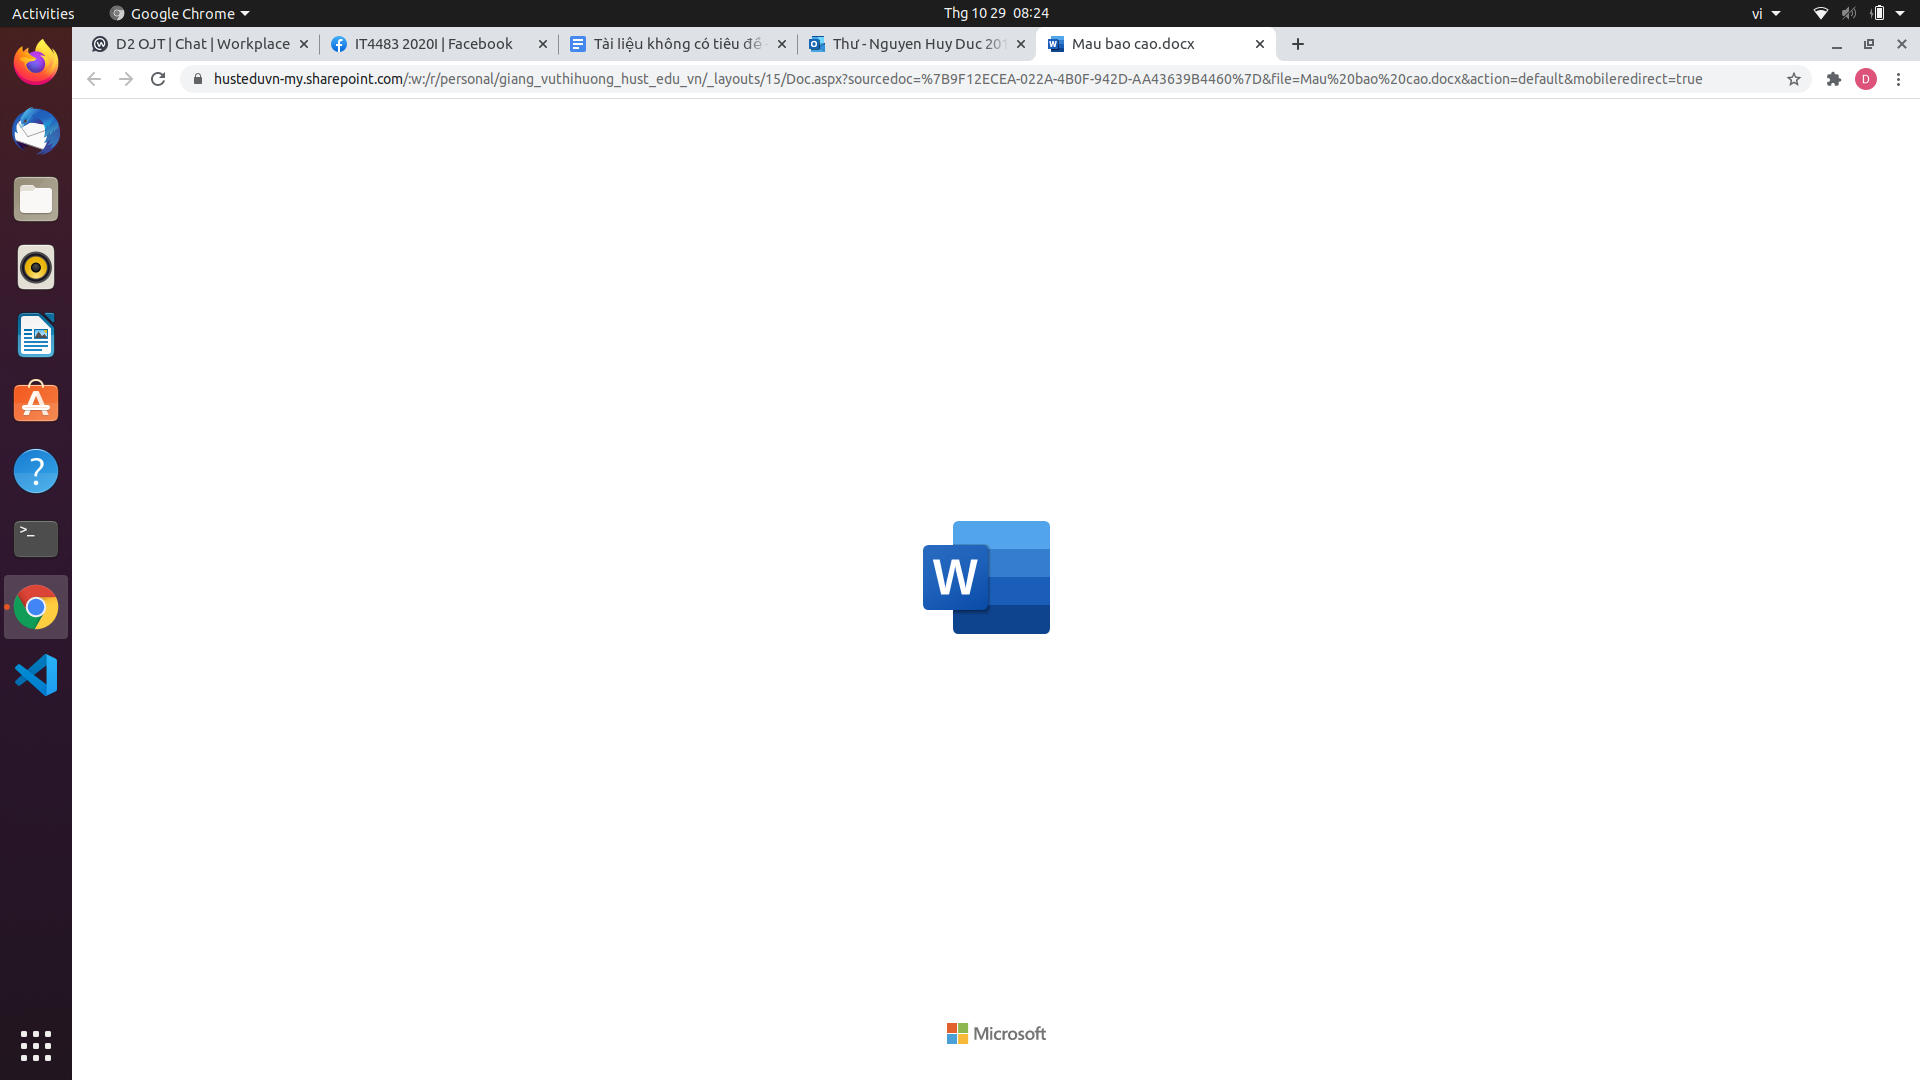 Activities Google Chrome Thg 10 29 08:24 vi
D2 OJT | Chat | Workplace IT4483 2020I | Facebook Tài liệu không có tiêu đề - Thư - Nguyen Huy Duc 201 Mau bao cao.docx
husteduvn-my.sharepoint.com/:w:/r/personal/giang_vuthihuong_hust_edu_vn/_layouts/15/Doc.aspx?sourcedoc=%7B9F12ECEA-022A-4B0F-942D-AA43639B4460%7D&file=Mau%20bao%20cao.docx&action=default&mobileredirect=true
D
W
Microsoft